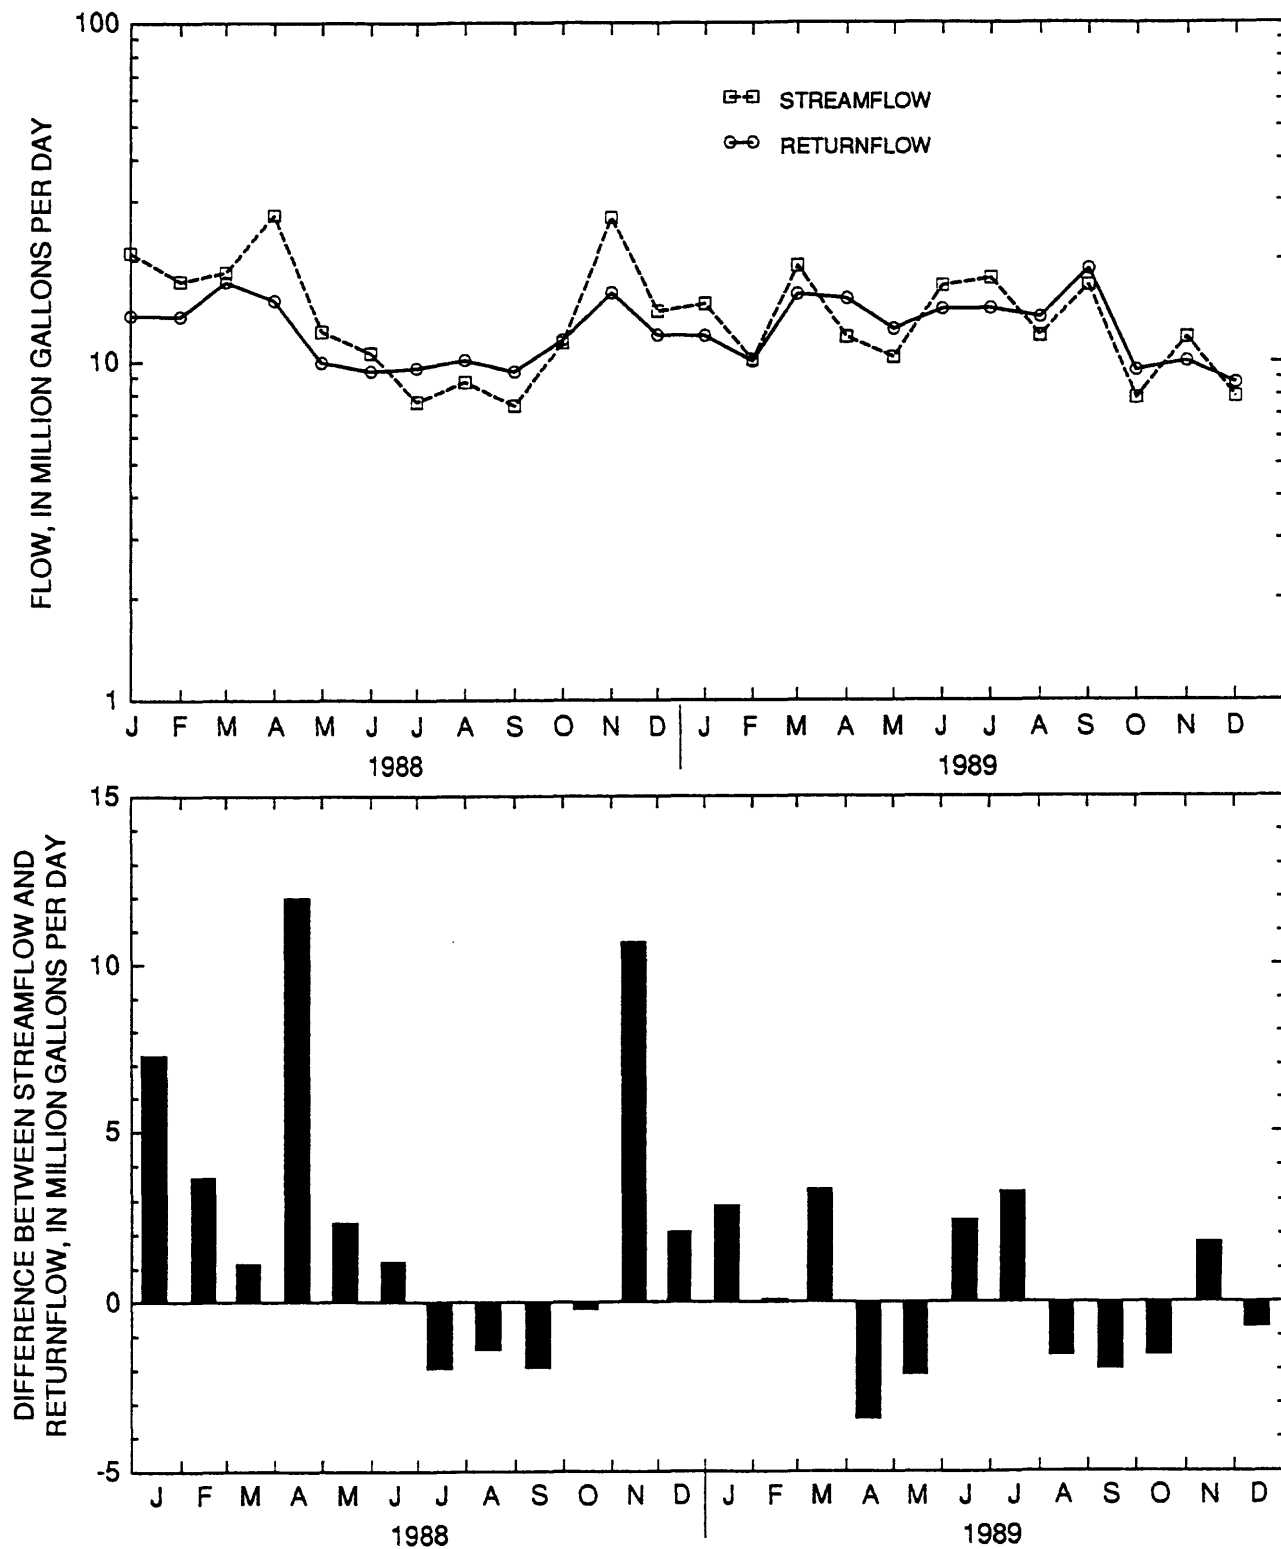 100
10
1
FLOW, IN MILLION GALLONS PER DAY
STREAMFLOW
RETURNFLOW
J F M A M J J A S O N D J F M A M J J A S O N D
1988 1989
15
10
5
0
-5
DIFFERENCE BETWEEN STREAMFLOW AND
RETURNFLOW, IN MILLION GALLONS PER DAY
J F M A M J J A S O N D J F M A M J J A S O N D
1988 1989